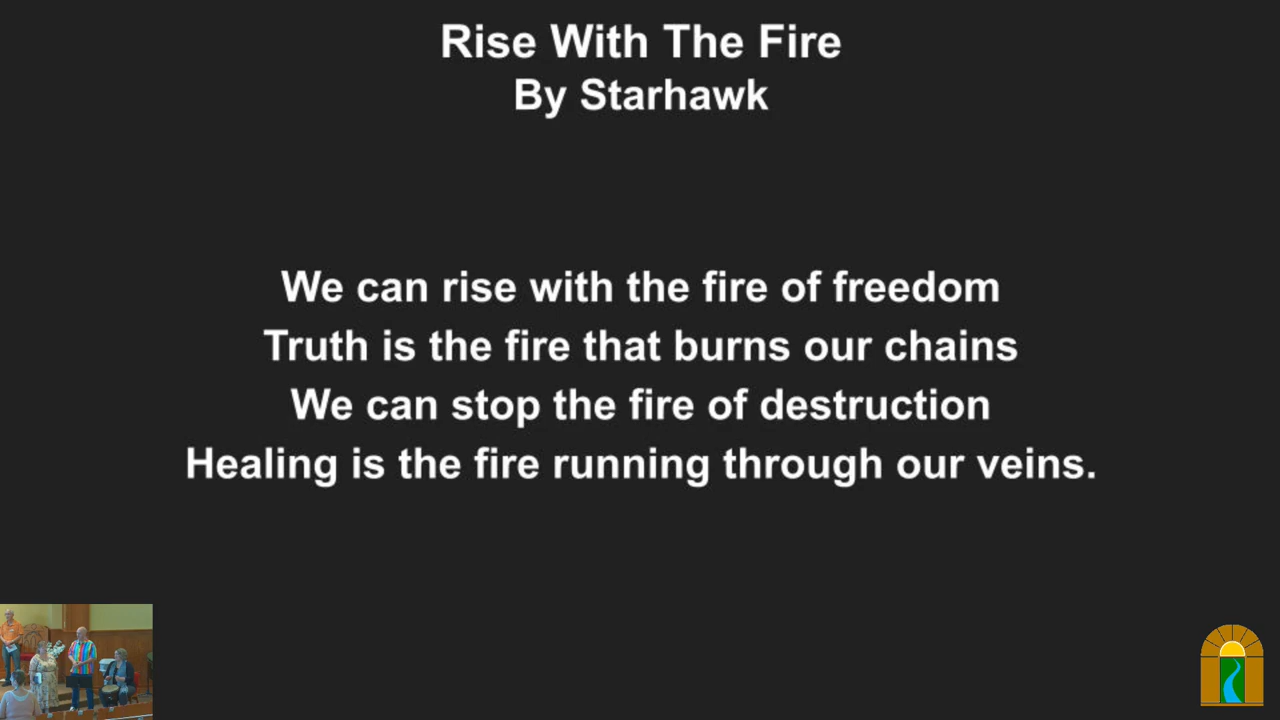 Rise With The Fire
By Starhawk
We can rise with the fire of freedom
Truth is the fire that burns our chains
We can stop the fire of destruction
Healing is the fire running through our veins.